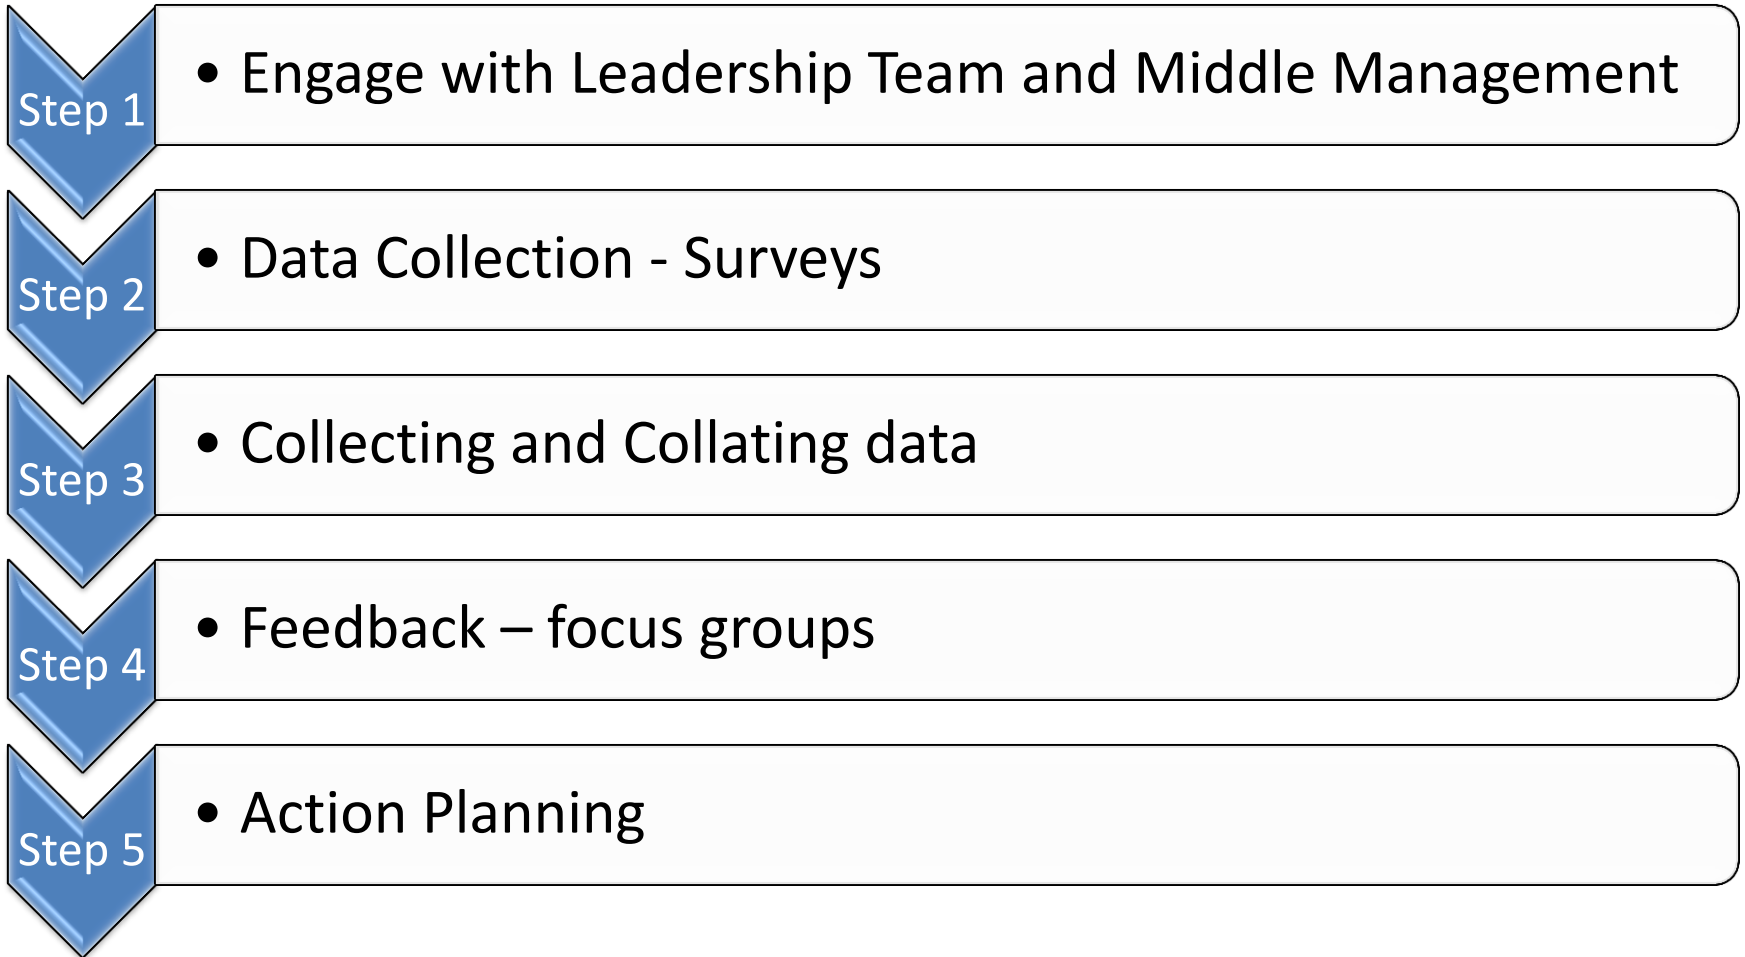 Step 1
• Engage with Leadership Team and Middle Management
Step 2
• Data Collection - Surveys
Step 3
• Collecting and Collating data
Step 4
• Feedback – focus groups
Step 5
• Action Planning